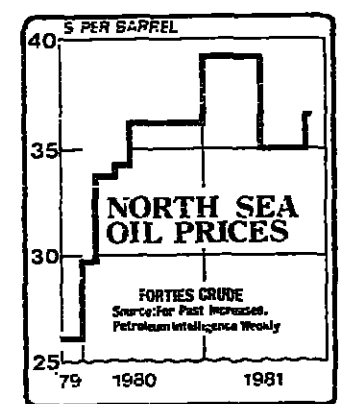 $ PER BARREL
40
35
30
25
NORTH SEA
OIL PRICES
FORTIES CRUDE
Source:For Past Increases,
Petroleum Intelligence Weekly
'79 1980 1981